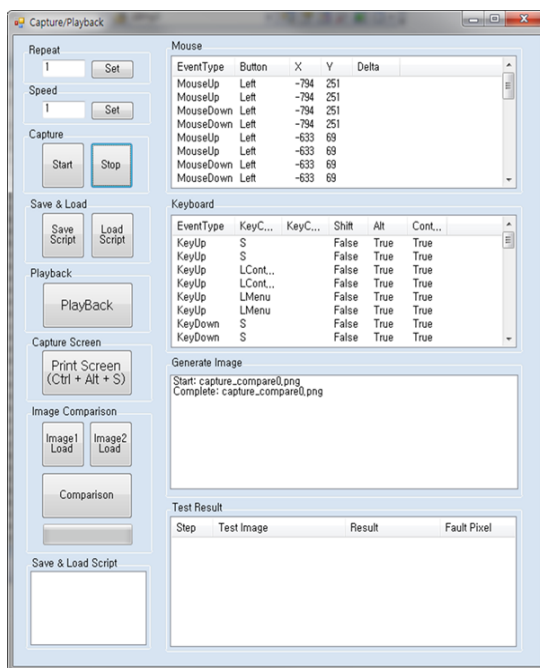 Capture/Playback
Repeat
1 Set
Speed
1 Set
Capture
Start Stop
Save & Load
Save Script
Load Script
Playback
PlayBack
Capture Screen
Print Screen
(Ctrl + Alt + S)
Image Comparison
Image1 Load
Image2 Load
Comparison
Save & Load Script
Mouse
EventType Button X Y Delta
MouseUp Left -794 251
MouseUp Left -794 251
MouseDown Left -794 251
MouseDown Left -794 251
MouseUp Left -633 69
MouseUp Left -633 69
MouseDown Left -633 69
MouseDown Left -633 69
Keyboard
EventType KeyC... KeyC... Shift Alt Cont...
KeyUp S False True True
KeyUp S False True True
KeyUp LCont... False True True
KeyUp LCont... False True True
KeyUp LMenu False True True
KeyUp LMenu False True True
KeyDown S False True True
KeyDown S False True True
Generate Image
Start: capture_compare0.png
Complete: capture_compare0.png
Test Result
Step Test Image Result Fault Pixel